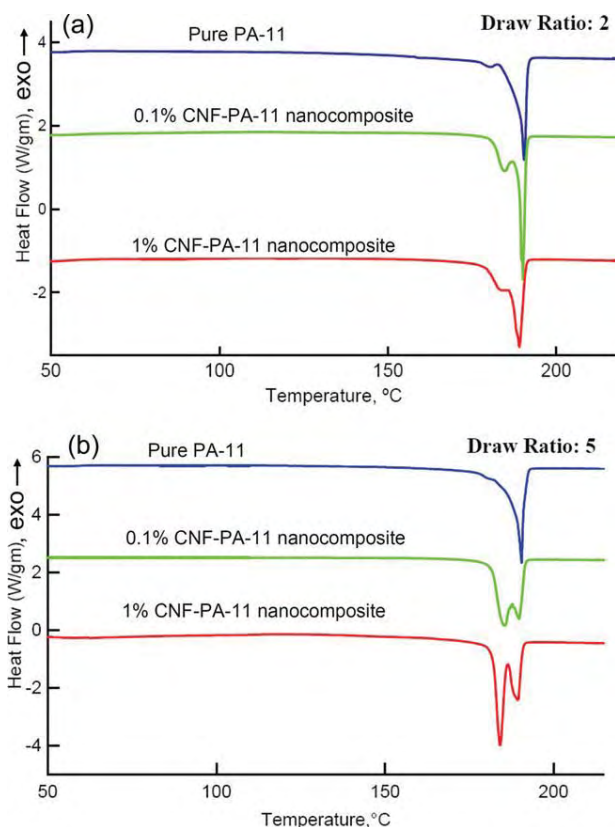 (a)
Draw Ratio: 2
Pure PA-11
0.1% CNF-PA-11 nanocomposite
1% CNF-PA-11 nanocomposite
Heat Flow (W/gm), exo →
4
2
0
-2
50
100
150
200
Temperature, ºC
(b)
Draw Ratio: 5
Pure PA-11
0.1% CNF-PA-11 nanocomposite
1% CNF-PA-11 nanocomposite
Heat Flow (W/gm), exo →
6
4
2
0
-2
-4
50
100
150
200
Temperature,°C